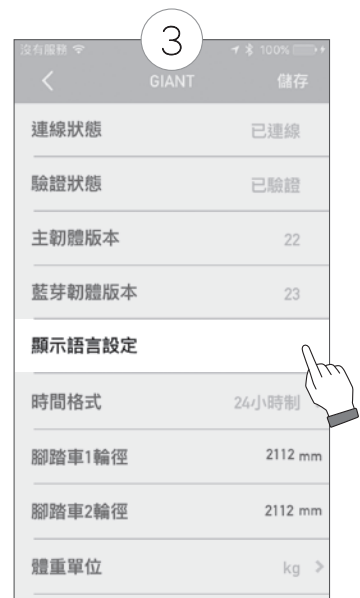 3
沒有服務 100%
GIANT 儲存
連線狀態 已連線
驗證狀態 已驗證
主韌體版本 22
藍芽韌體版本 23
顯示語言設定
時間格式 24小時制
腳踏車1輪徑 2112 mm
腳踏車2輪徑 2112 mm
體重單位 kg >